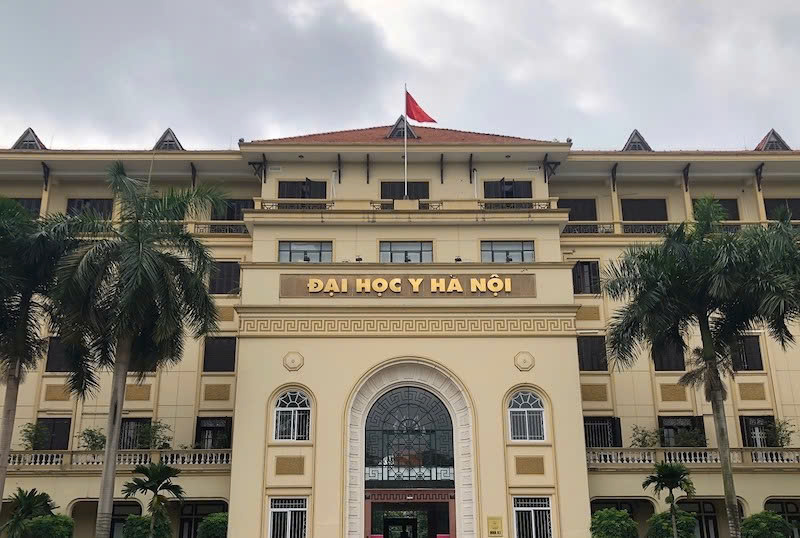 ĐẠI HỌC Y HÀ NỘI